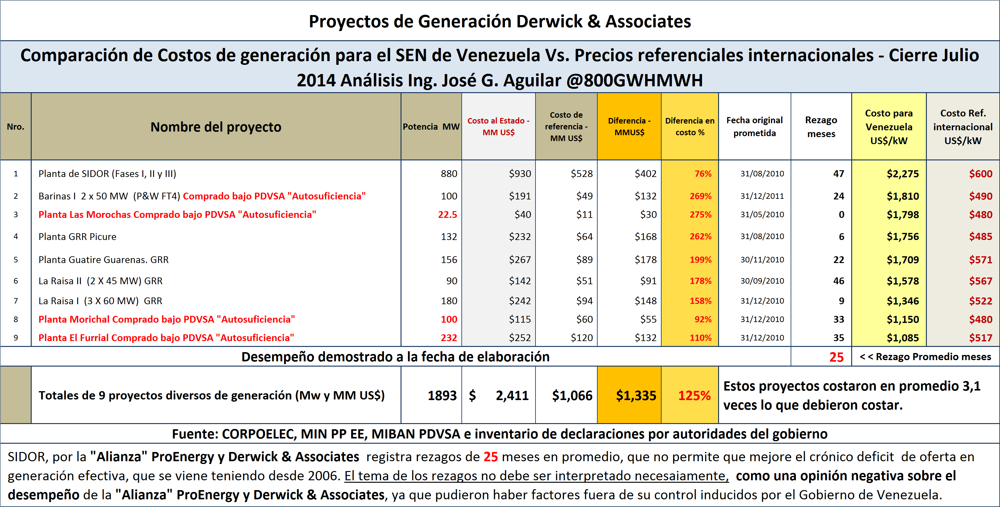 Proyectos de Generación Derwick & Associates
Comparación de Costos de generación para el SEN de Venezuela Vs. Precios referenciales internacionales - Cierre Julio
2014 Análisis Ing. José G. Aguilar @800GWHMWH
Nro. Nombre del proyecto Potencia MW Costo al Estado - MM US$ Costo de referencia - MM US$ Diferencia - MMUS$ Diferencia en costo % Fecha original prometida Rezago meses Costo para Venezuela US$/kW Costo Ref. internacional US$/kW
1 Planta de SIDOR (Fases I, II y III) 880 $930 $528 $402 76% 31/08/2010 47 $2,275 $600
2 Barinas I 2 x 50 MW (P&W FT4) Comprado bajo PDVSA "Autosuficiencia" 100 $191 $49 $132 269% 31/12/2011 24 $1,810 $490
3 Planta Las Morochas Comprado bajo PDVSA "Autosuficiencia" 22.5 $40 $11 $30 275% 31/05/2010 0 $1,798 $480
4 Planta GRR Picure 132 $232 $64 $168 262% 31/08/2010 6 $1,756 $485
5 Planta Guatire Guarenas. GRR 156 $267 $89 $178 199% 30/11/2010 22 $1,709 $571
6 La Raisa II (2 X 45 MW) GRR 90 $142 $51 $91 178% 30/09/2010 46 $1,578 $567
7 La Raisa I (3 X 60 MW) GRR 180 $242 $94 $148 158% 31/12/2010 9 $1,346 $522
8 Planta Morichal Comprado bajo PDVSA "Autosuficiencia" 100 $115 $60 $55 92% 31/12/2010 33 $1,150 $480
9 Planta El Furrial Comprado bajo PDVSA "Autosuficiencia" 232 $252 $120 $132 110% 31/12/2010 35 $1,085 $517
Desempeño demostrado a la fecha de elaboración 25 < < Rezago Promedio meses
Totales de 9 proyectos diversos de generación (Mw y MM US$) 1893 $ 2,411 $1,066 $1,335 125% Estos proyectos costaron en promedio 3,1
veces lo que debieron costar.
Fuente: CORPOELEC, MIN PP EE, MIBAN PDVSA e inventario de declaraciones por autoridades del gobierno
SIDOR, por la "Alianza" ProEnergy y Derwick & Associates registra rezagos de 25 meses en promedio, que no permite que mejore el crónico deficit de oferta en
generación efectiva, que se viene teniendo desde 2006. El tema de los rezagos no debe ser interpretado necesaiamente, como una opinión negativa sobre el
desempeño de la "Alianza" ProEnergy y Derwick & Associates, ya que pudieron haber factores fuera de su control inducidos por el Gobierno de Venezuela.